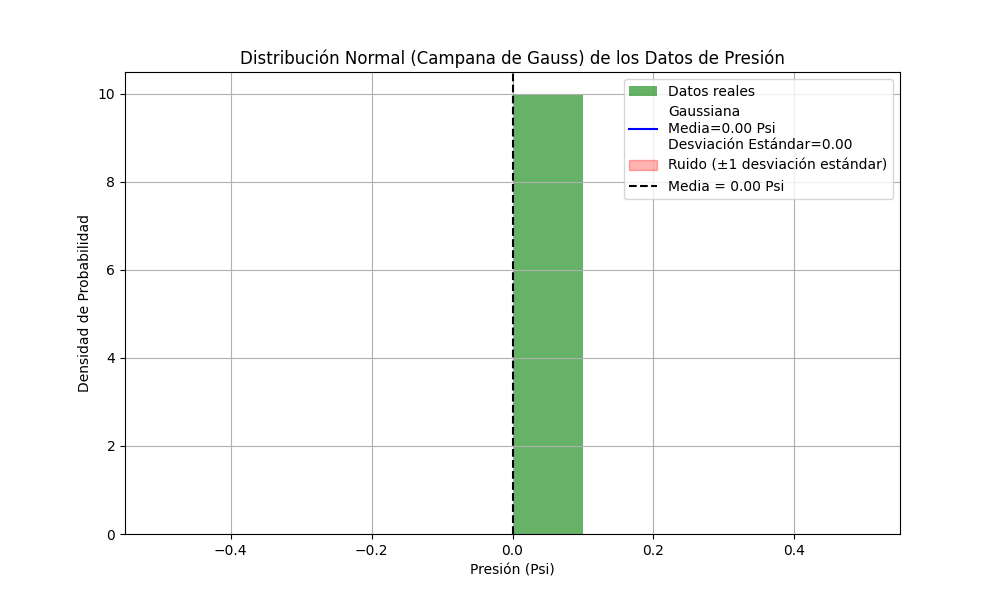 Distribución Normal (Campana de Gauss) de los Datos de Presión
Datos reales
Gaussiana
Media=0.00 Psi
Desviación Estándar=0.00
Ruido (±1 desviación estándar)
Media = 0.00 Psi
Densidad de Probabilidad
10
8
6
4
2
0
−0.4
−0.2
0.0
0.2
0.4
Presión (Psi)